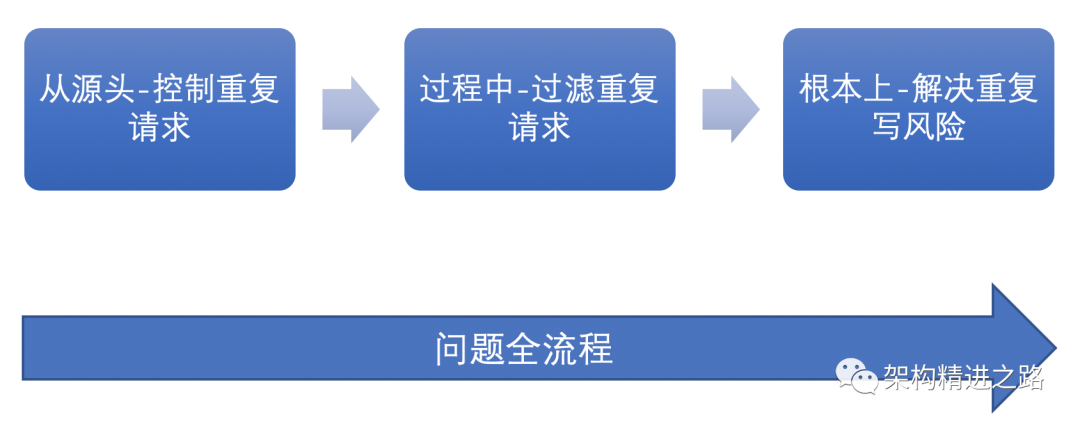 从源头-控制重复
请求
过程中-过滤重复
请求
根本上-解决重复
写风险
问题全流程
架构精进之路